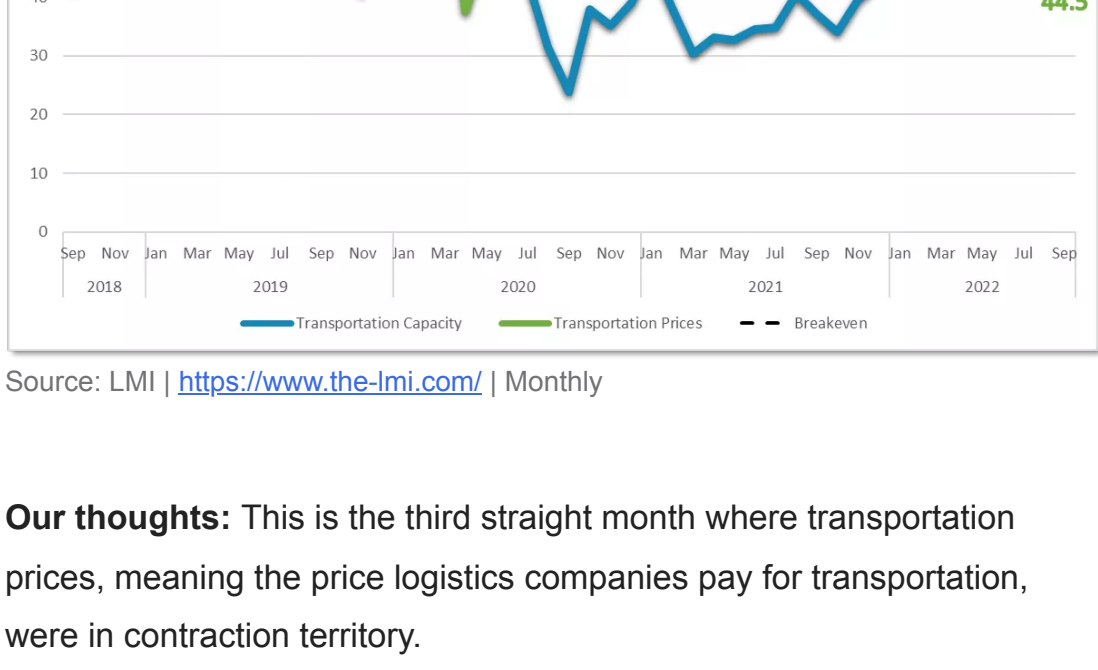 44.5
30
20
10
0
Sep Nov Jan Mar May Jul Sep Nov Jan Mar May Jul Sep Nov Jan Mar May Jul Sep Nov Jan Mar May Jul Sep
2018 2019 2020 2021 2022
Transportation Capacity Transportation Prices Breakeven
Source: LMI | https://www.the-lmi.com/ | Monthly
Our thoughts: This is the third straight month where transportation
prices, meaning the price logistics companies pay for transportation,
were in contraction territory.